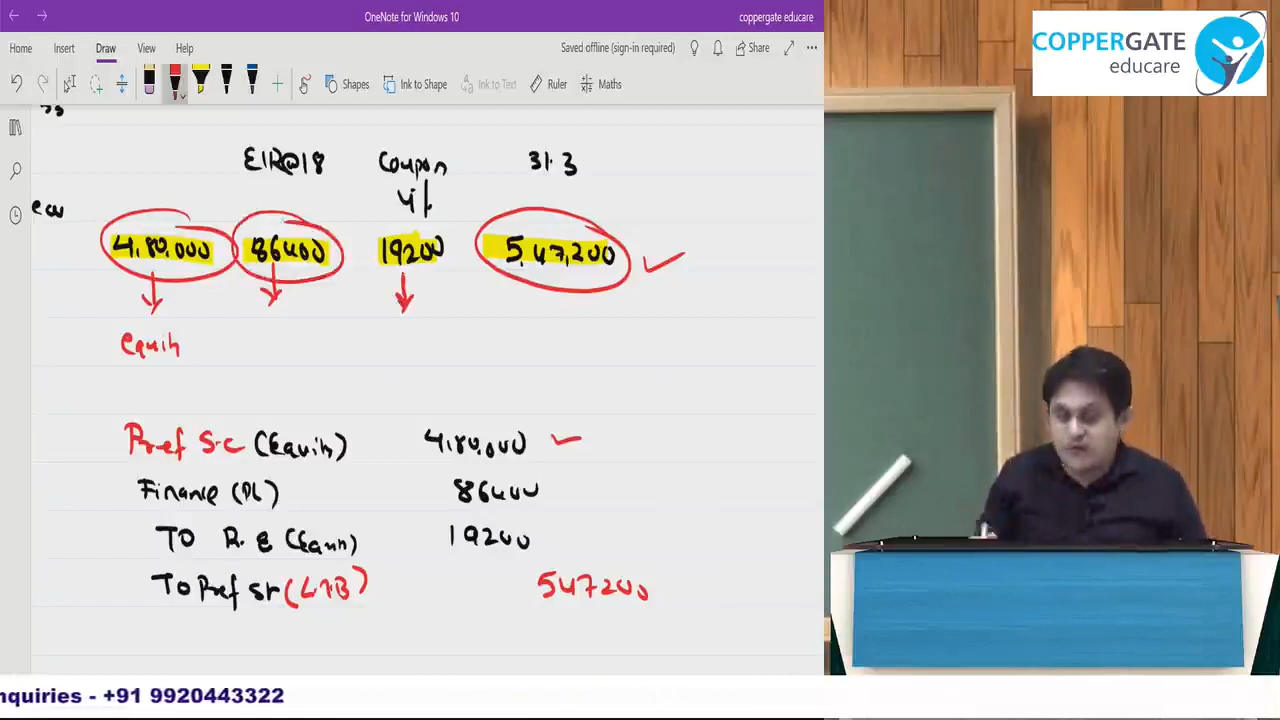 OneNote for Windows 10
coppergate educare
Home Insert Draw View Help
Saved offline (sign-in required)
Share
Shapes
Ink to Shape
Ink to Text
Ruler
Maths
COPPERGATE
educare
EIR@18 Coupon 31.3
4%
4,80,000 86400 19200 5,47,200
equity
Pref S.C (Equity) 4,80,000
Finance (PL) 86400
To R.E (Equity) 19200
To Pref Sr (LTB) 547200
nquiries - +91 9920443322